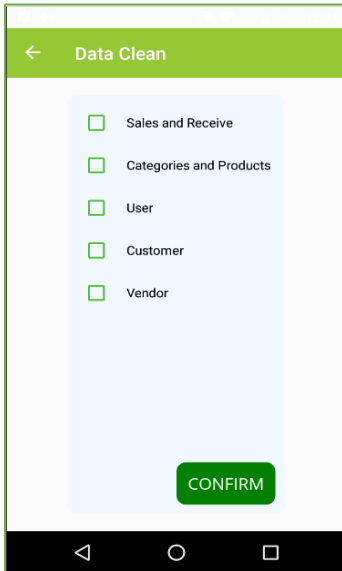 Data Clean
Sales and Receive
Categories and Products
User
Customer
Vendor
CONFIRM